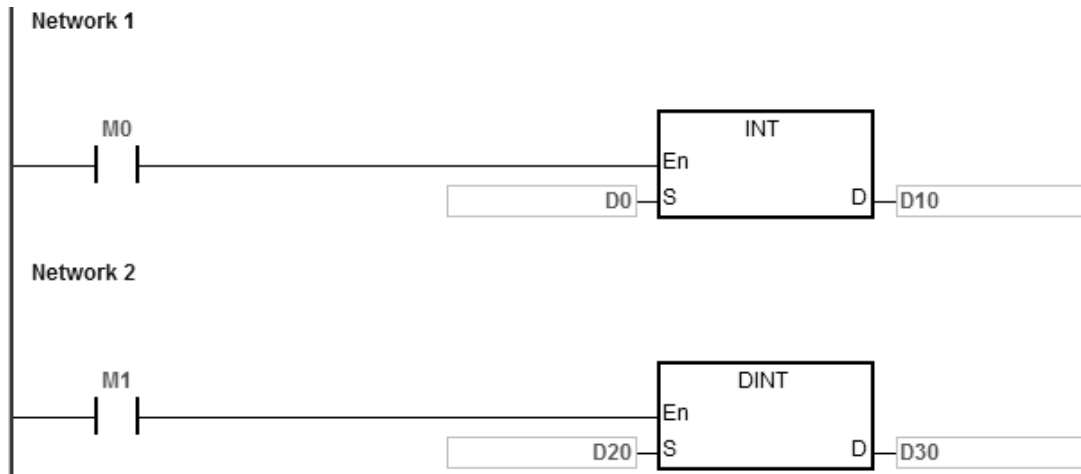 Network 1
M0
INT
En
D0 S D D10
Network 2
M1
DINT
En
D20 S D D30